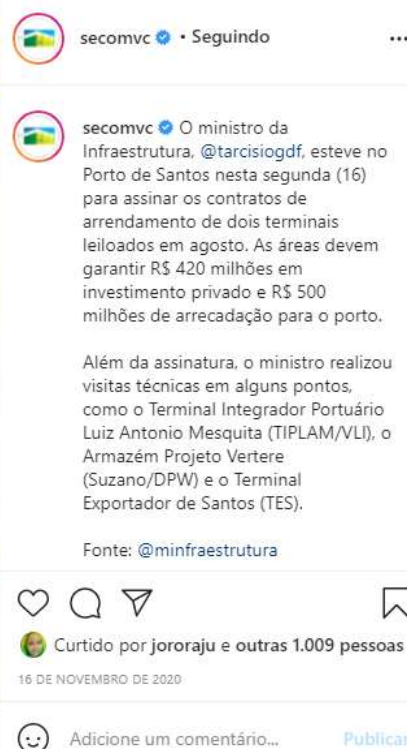 secomvc • Seguindo
...
secomvc O ministro da
Infraestrutura, @tarcisiogdf, esteve no
Porto de Santos nesta segunda (16)
para assinar os contratos de
arrendamento de dois terminais
leiloados em agosto. As áreas devem
garantir R$ 420 milhões em
investimento privado e R$ 500
milhões de arrecadação para o porto.
Além da assinatura, o ministro realizou
visitas técnicas em alguns pontos,
como o Terminal Integrador Portuário
Luiz Antonio Mesquita (TIPLAM/VLI), o
Armazém Projeto Vertere
(Suzano/DPW) e o Terminal
Exportador de Santos (TES).
Fonte: @minfraestrutura
Curtido por jororaju e outras 1.009 pessoas
16 DE NOVEMBRO DE 2020
Adicione um comentário... Publicar